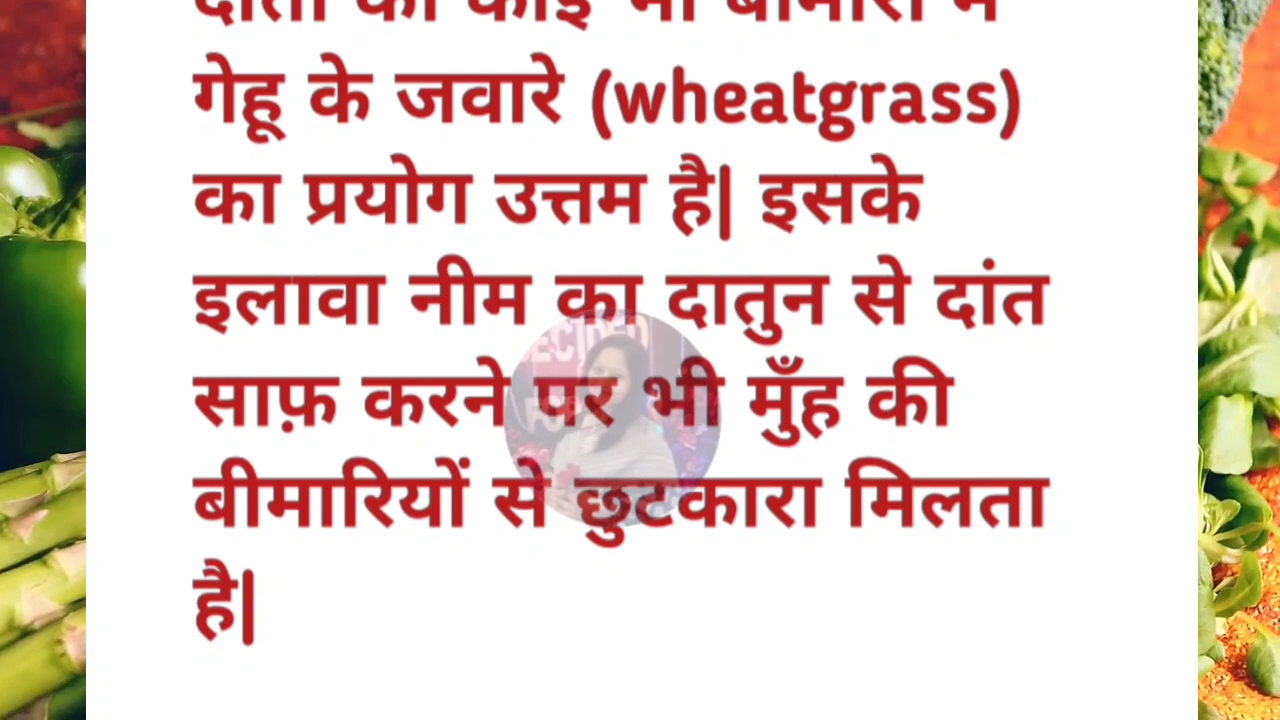 गेहू के जवारे (wheatgrass)
का प्रयोग उत्तम है| इसके
इलावा नीम का दातुन से दांत
साफ़ करने पर भी मुँह की
बीमारियों से छुटकारा मिलता
है|